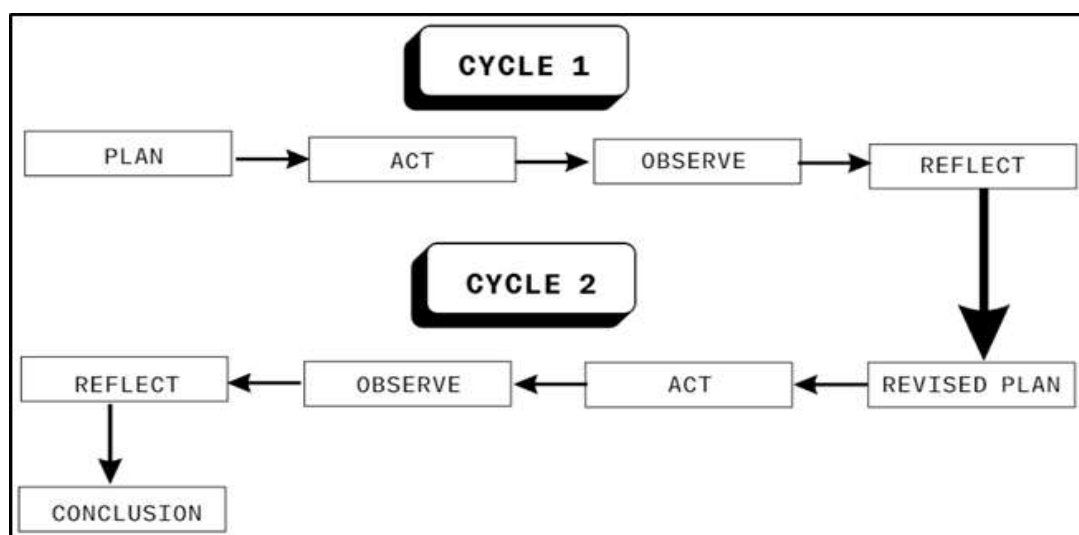 CYCLE 1
PLAN
ACT
OBSERVE
REFLECT
CYCLE 2
REVISED PLAN
ACT
OBSERVE
REFLECT
CONCLUSION